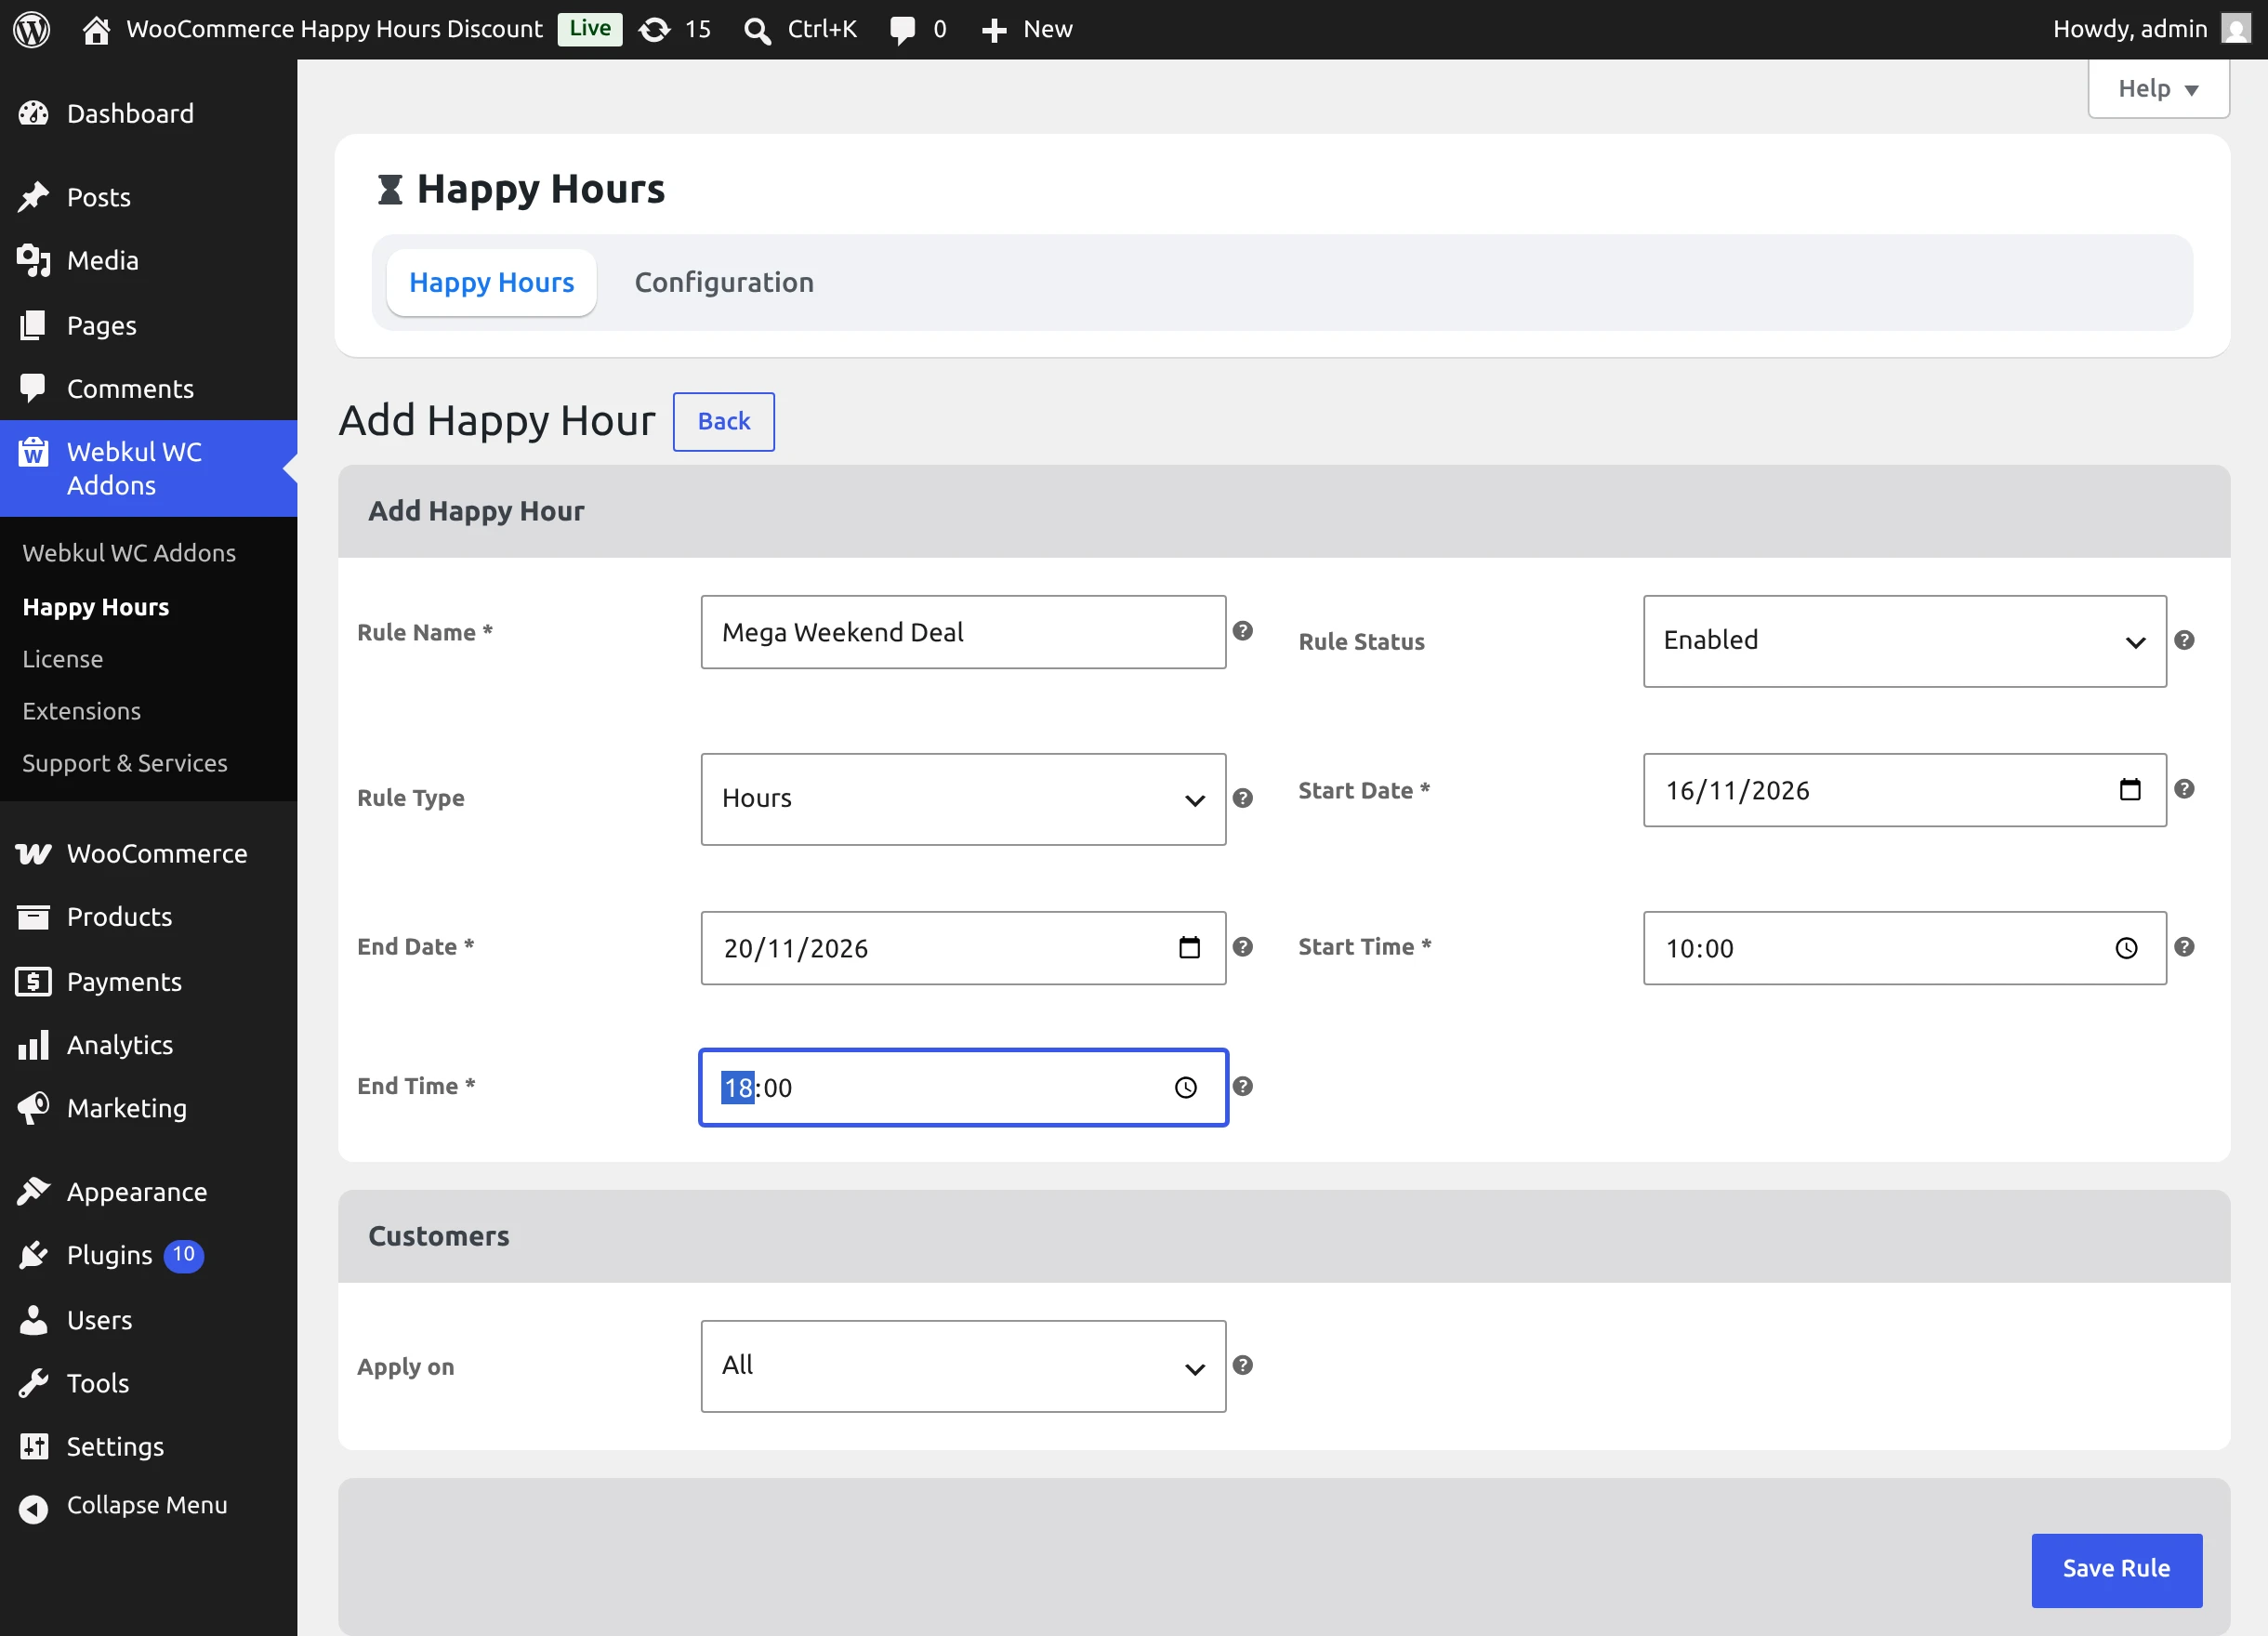 WooCommerce Happy Hours Discount Live 15 Ctrl+K 0 New Howdy, admin
Help
Dashboard
Posts
Media
Pages
Comments
Webkul WC
Addons
Webkul WC Addons
Happy Hours
License
Extensions
Support & Services
WooCommerce
Products
Payments
Analytics
Marketing
Appearance
Plugins 10
Users
Tools
Settings
Collapse Menu
Happy Hours
Happy Hours Configuration
Add Happy Hour Back
Add Happy Hour
Rule Name * Mega Weekend Deal
Rule Status Enabled
Rule Type Hours
Start Date * 16/11/2026
End Date * 20/11/2026
Start Time * 10:00
End Time * 18:00
Customers
Apply on All
Save Rule